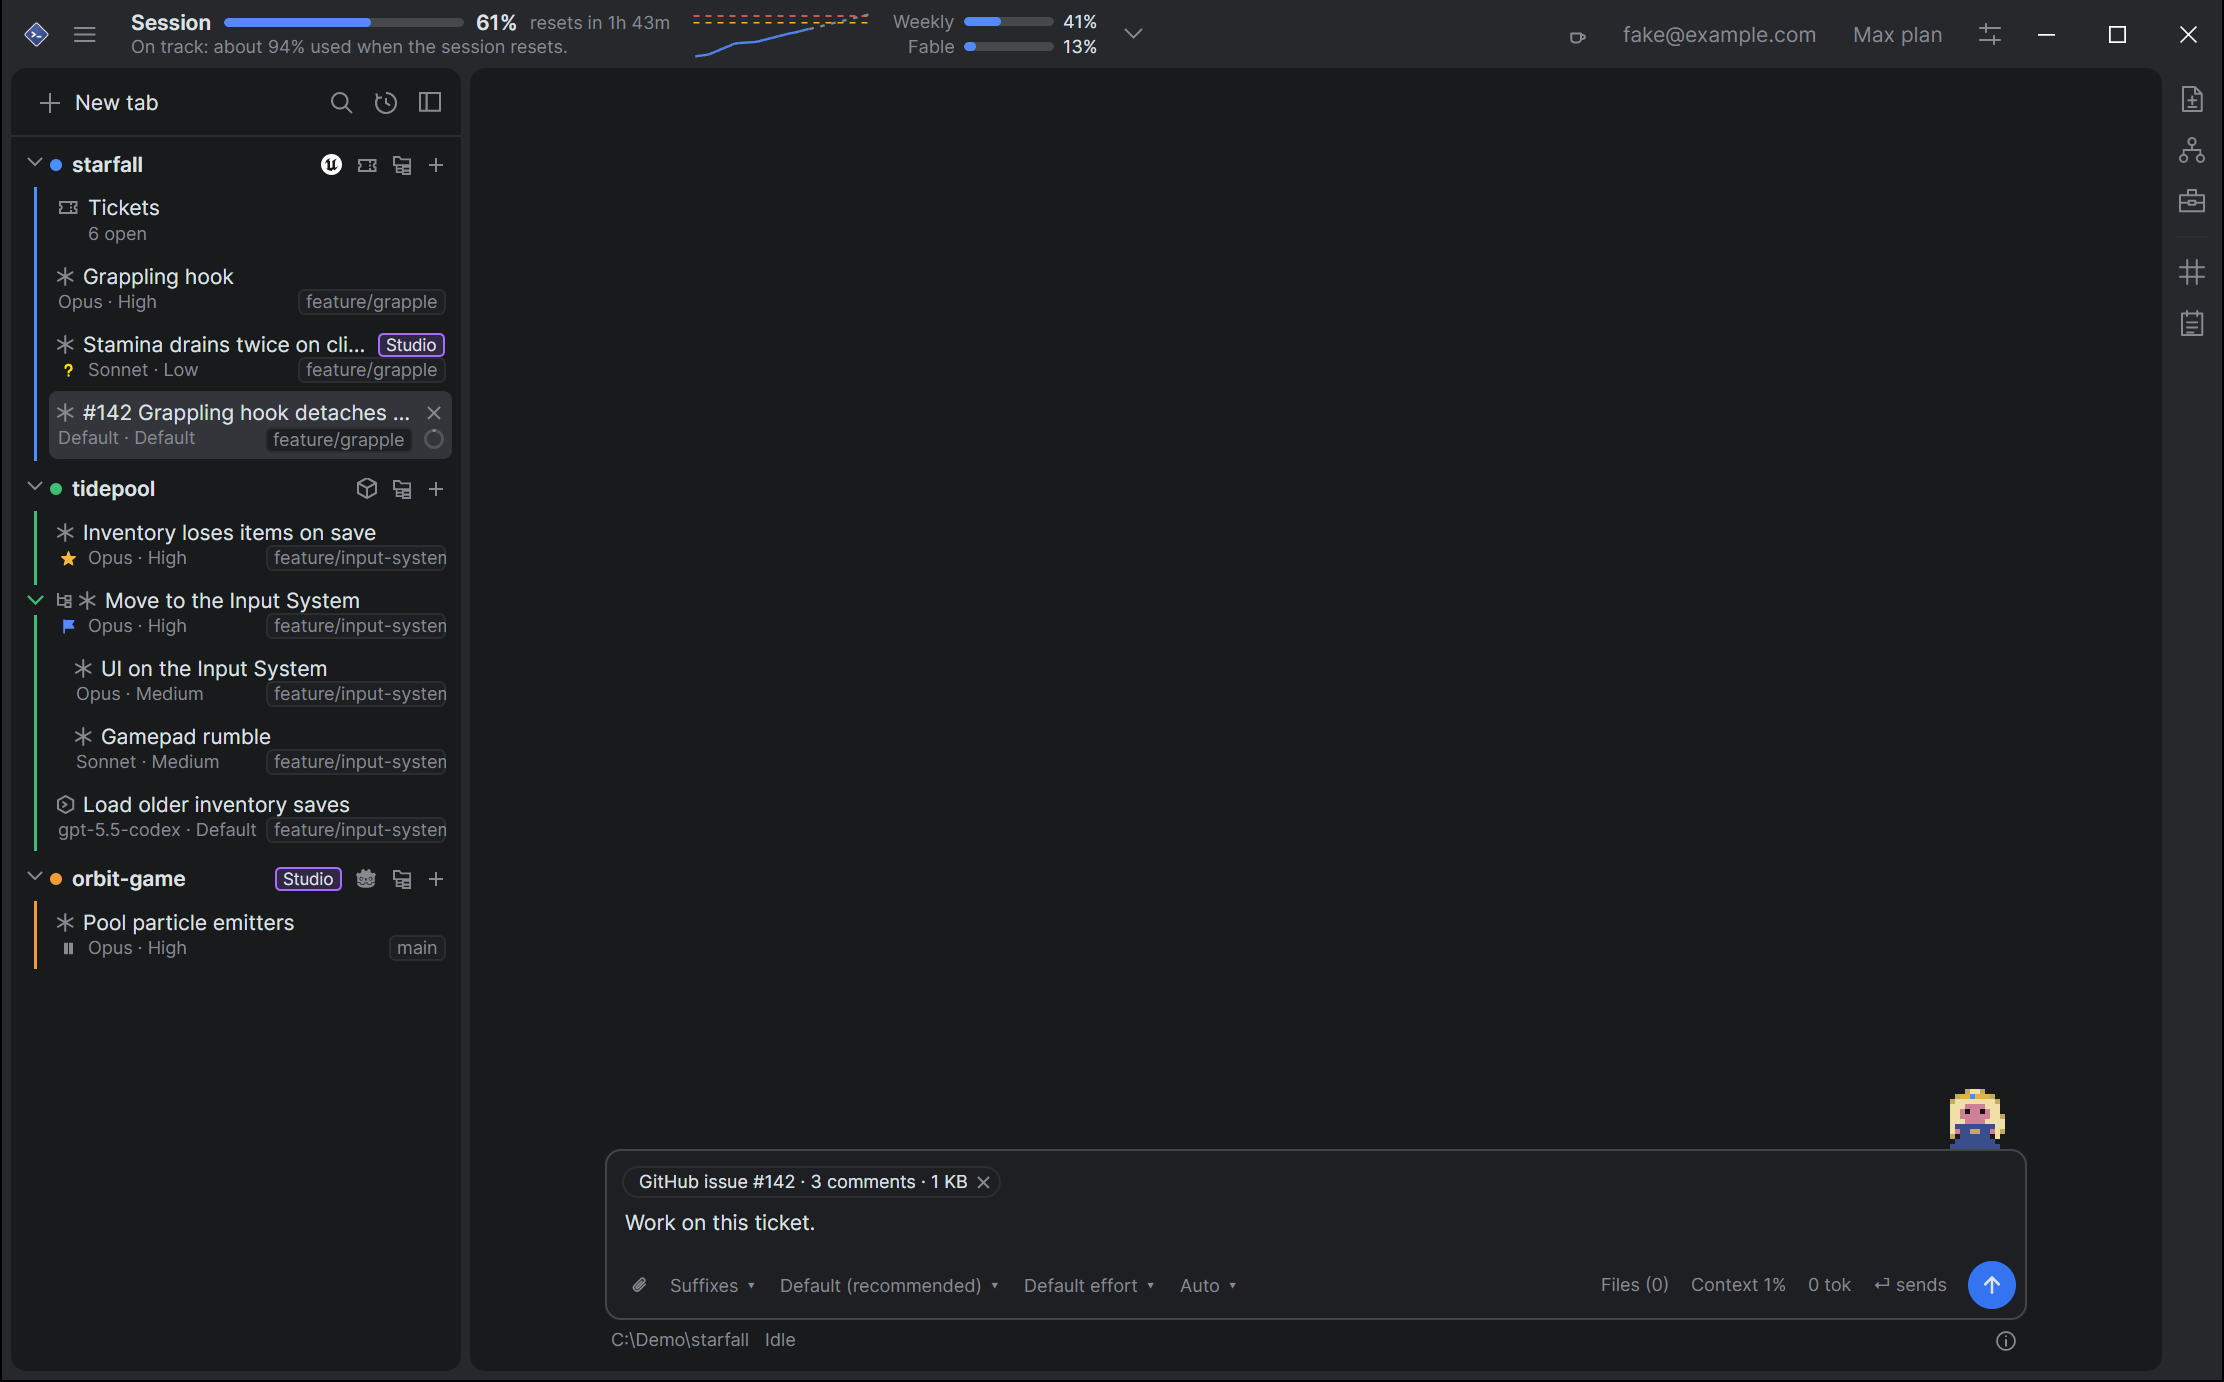 Session 61% resets in 1h 43m
On track: about 94% used when the session resets.
Weekly 41%
Fable 13%
fake@example.com Max plan
New tab
starfall
Tickets
6 open
Grappling hook
Opus · High feature/grapple
Stamina drains twice on cli... Studio
? Sonnet · Low feature/grapple
#142 Grappling hook detaches ...
Default · Default feature/grapple
tidepool
Inventory loses items on save
Opus · High feature/input-system
Move to the Input System
Opus · High feature/input-system
UI on the Input System
Opus · Medium feature/input-system
Gamepad rumble
Sonnet · Medium feature/input-system
Load older inventory saves
gpt-5.5-codex · Default feature/input-system
orbit-game Studio
Pool particle emitters
Opus · High main
GitHub issue #142 · 3 comments · 1 KB
Work on this ticket.
Suffixes Default (recommended) Default effort Auto Files (0) Context 1% 0 tok ⏎ sends
C:\Demo\starfall Idle